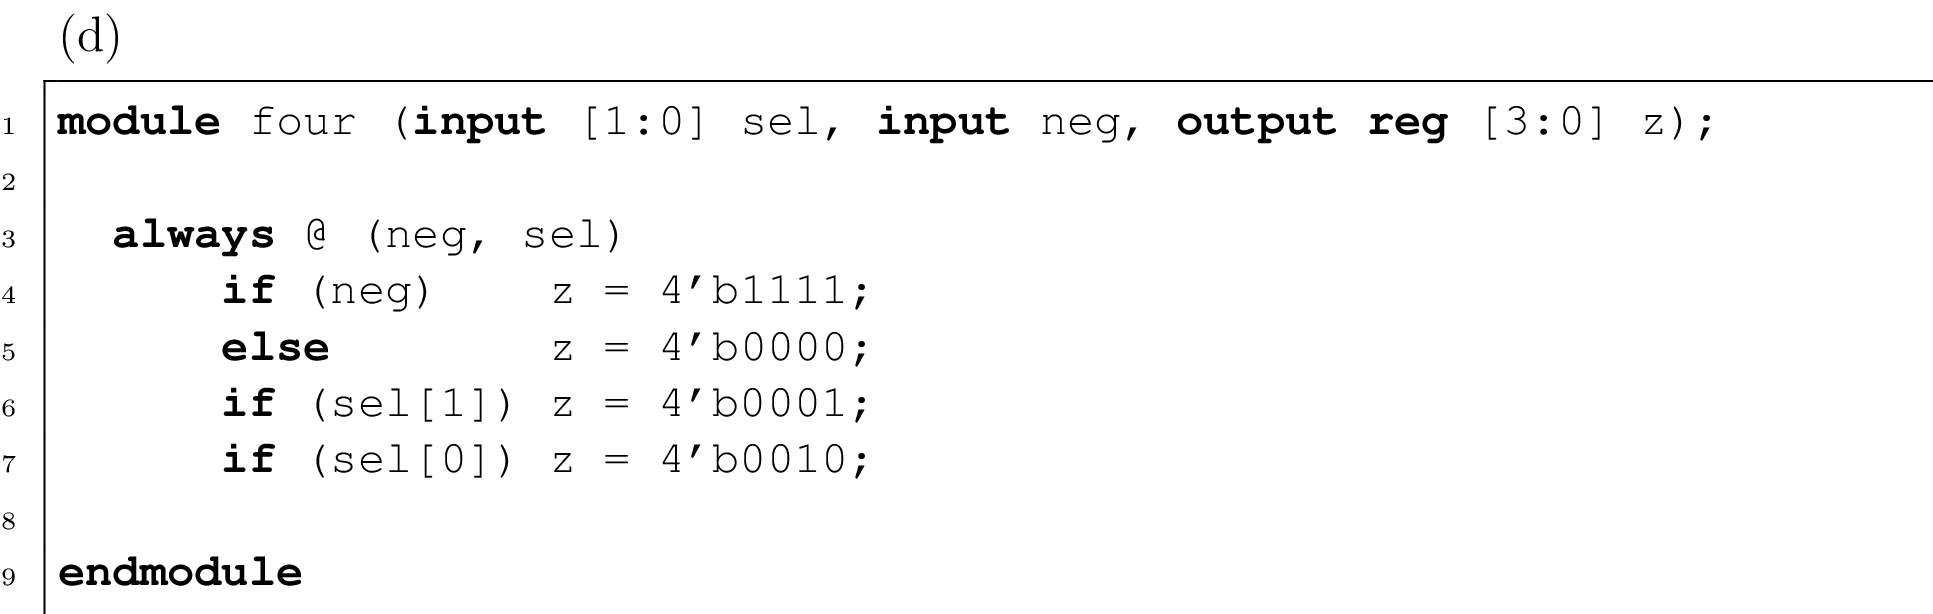 (d)
1 module four (input [1:0] sel, input neg, output reg [3:0] z);
2
3 always @ (neg, sel)
4 if (neg) z = 4'b1111;
5 else z = 4'b0000;
6 if (sel[1]) z = 4'b0001;
7 if (sel[0]) z = 4'b0010;
8
9 endmodule